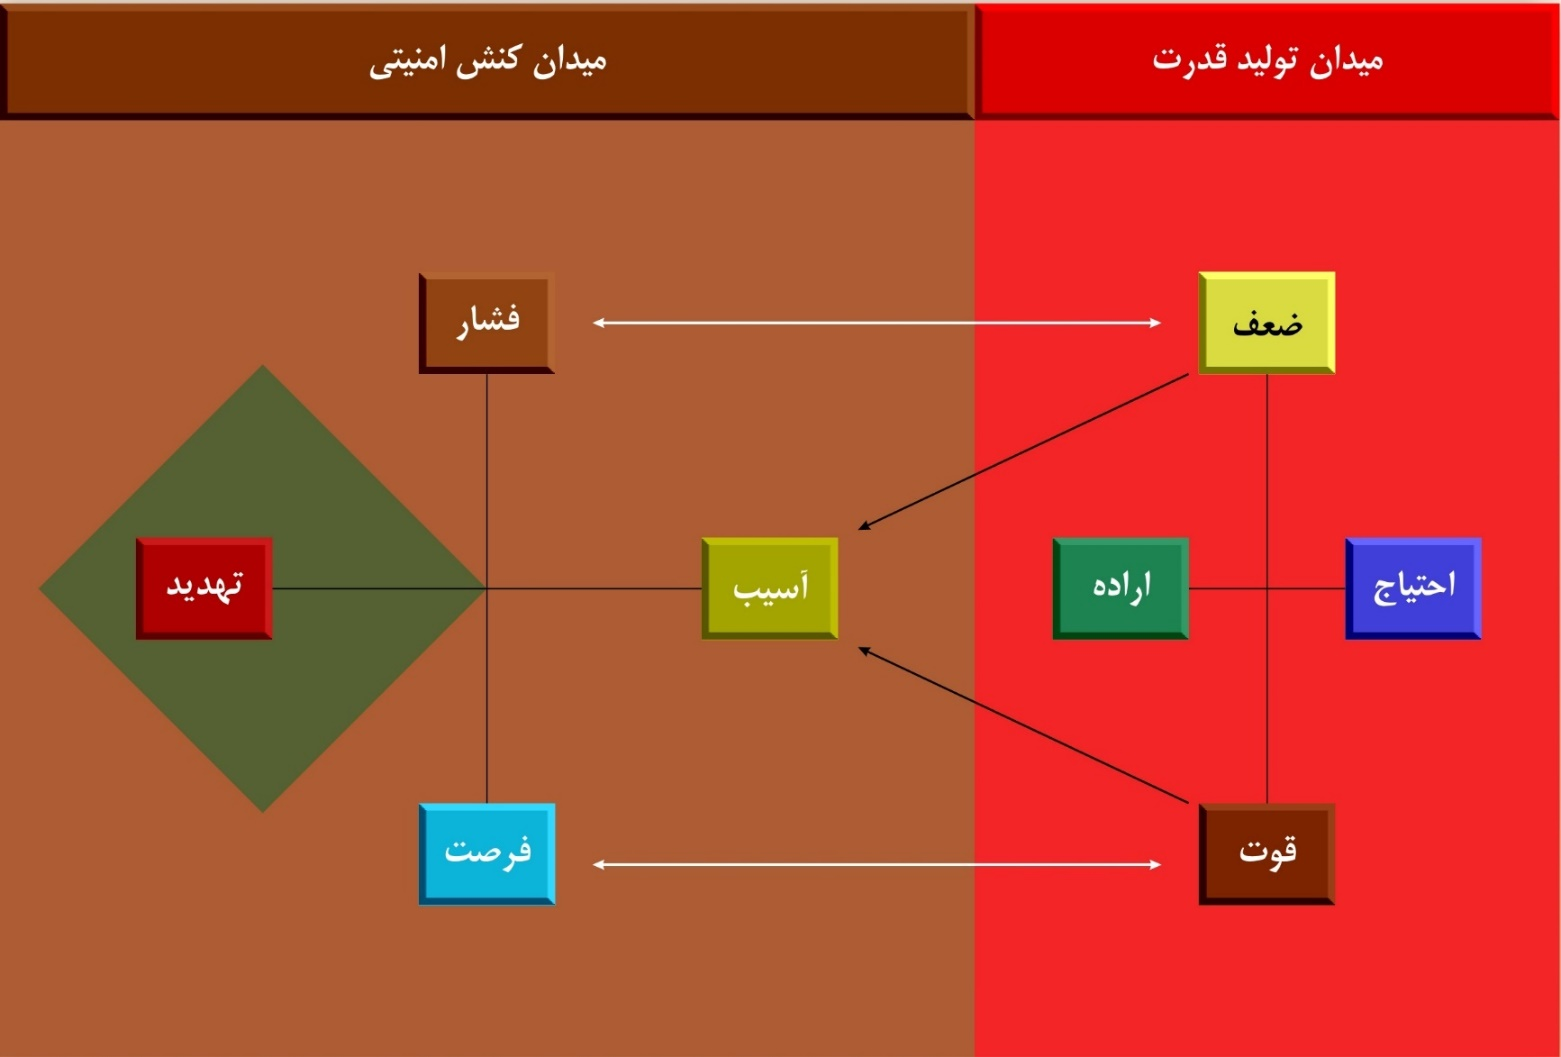 میدان تولید قدرت
میدان کنش امنیتی
ضعف
فشار
احتیاج
اراده
آسیب
تهدید
قوت
فرصت